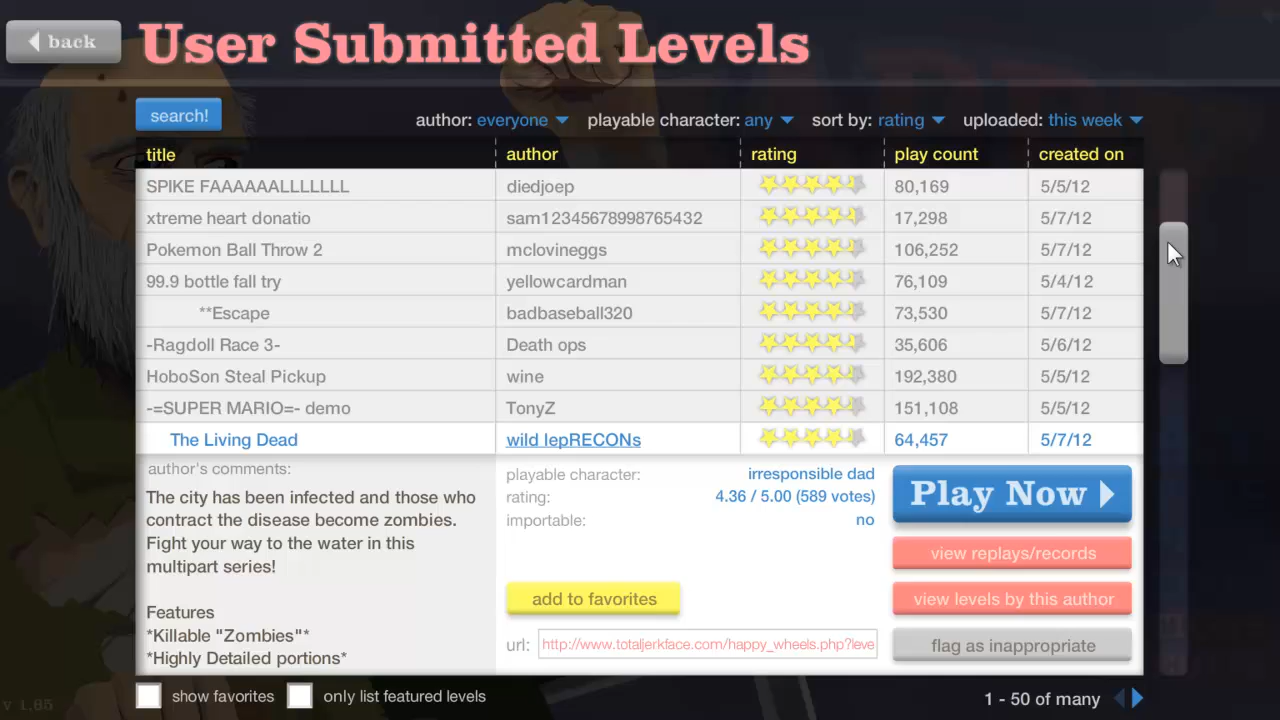 back
User Submitted Levels
search!
author: everyone playable character: any sort by: rating uploaded: this week
title author rating play count created on
SPIKE FAAAAAALLLLLLL diedjoep 80,169 5/5/12
xtreme heart donatio sam12345678998765432 17,298 5/7/12
Pokemon Ball Throw 2 mclovineggs 106,252 5/7/12
99.9 bottle fall try yellowcardman 76,109 5/4/12
**Escape badbaseball320 73,530 5/7/12
-Ragdoll Race 3- Death ops 35,606 5/6/12
HoboSon Steal Pickup wine 192,380 5/5/12
-=SUPER MARIO=- demo TonyZ 151,108 5/5/12
The Living Dead wild lepRECONs 64,457 5/7/12
author's comments:
The city has been infected and those who
contract the disease become zombies.
Fight your way to the water in this
multipart series!
Features
*Killable "Zombies"*
*Highly Detailed portions*
playable character: irresponsible dad
rating: 4.36 / 5.00 (589 votes)
importable: no
add to favorites
url: http://www.totaljerkface.com/happy_wheels.php?leve
Play Now
view replays/records
view levels by this author
flag as inappropriate
show favorites only list featured levels
1 - 50 of many
v 1.85